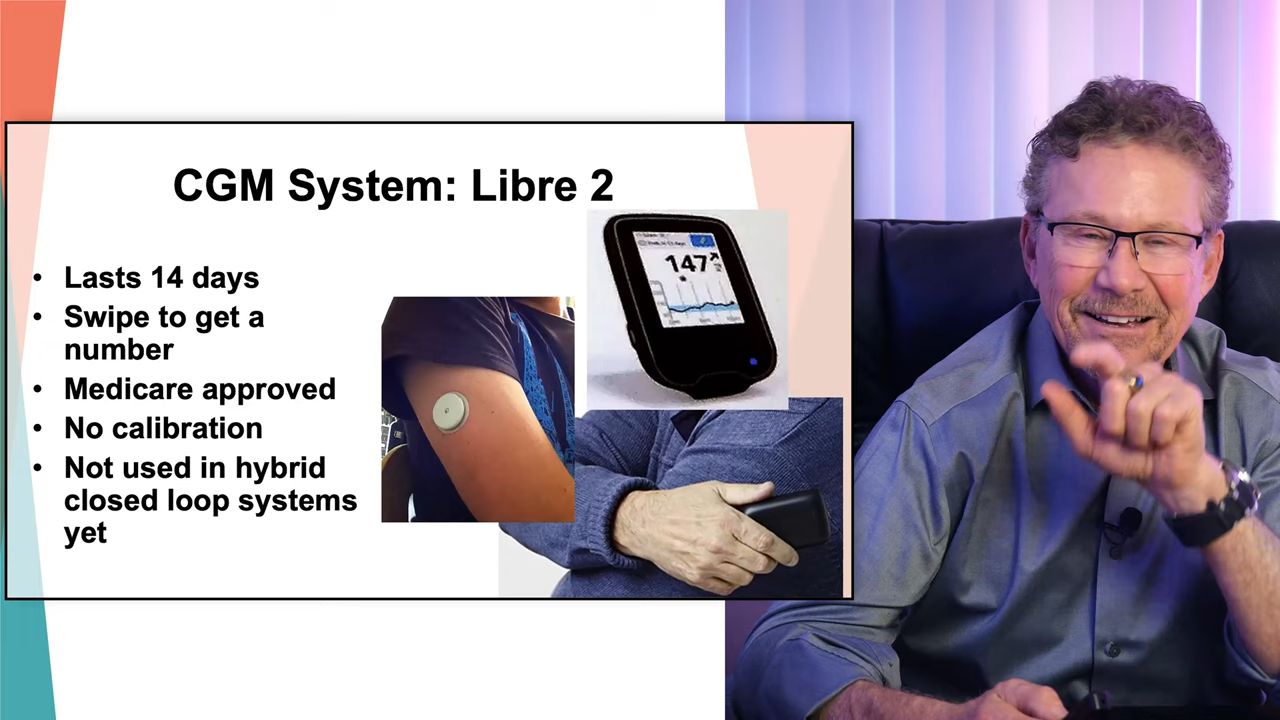 CGM System: Libre 2
• Lasts 14 days
• Swipe to get a
number
• Medicare approved
• No calibration
• Not used in hybrid
closed loop systems
yet
147